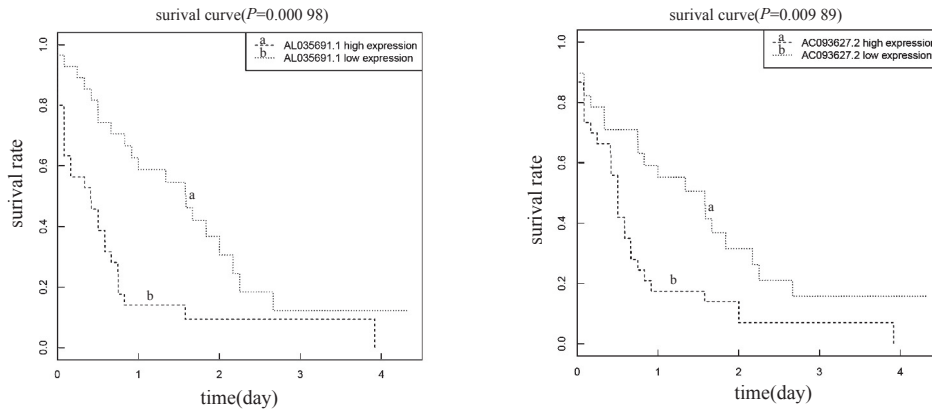 surival curve(P=0.000 98)
a
AL035691.1 high expression
b
AL035691.1 low expression
surival rate
1.0
0.8
0.6
0.4
0.2
0.0
a
b
0 1 2 3 4
time(day)
surival curve(P=0.009 89)
a
AC093627.2 high expression
b
AC093627.2 low expression
surival rate
1.0
0.8
0.6
0.4
0.2
0.0
a
b
0 1 2 3 4
time(day)